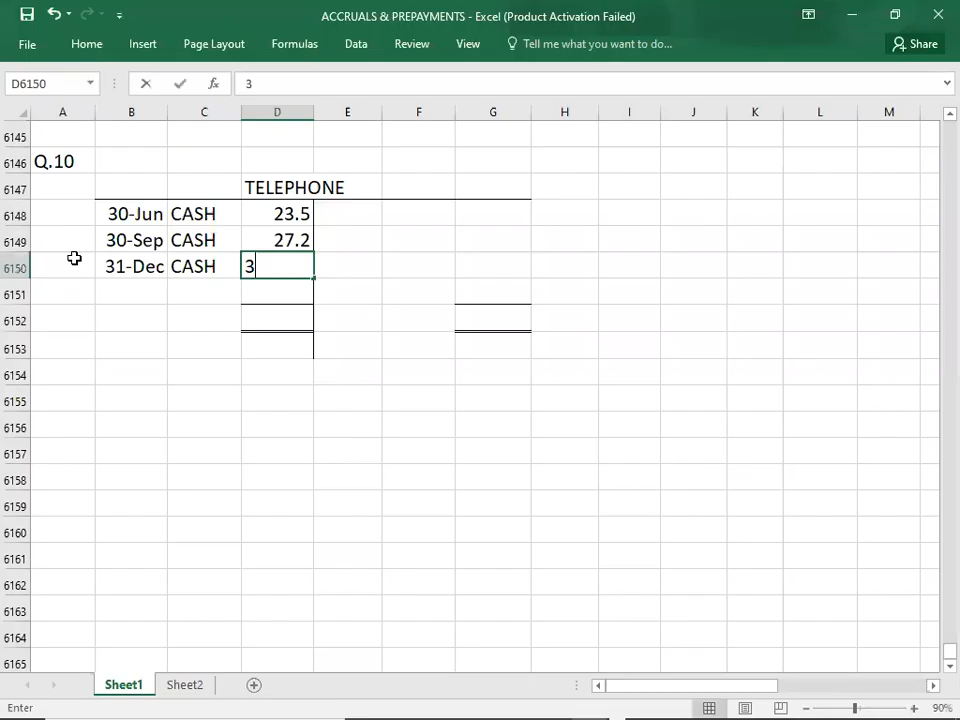 ACCRUALS & PREPAYMENTS - Excel (Product Activation Failed)
File Home Insert Page Layout Formulas Data Review View Tell me what you want to do... Share
D6150 fx 3
A B C D E F G H I J K L M
6145
6146 Q.10
6147 TELEPHONE
6148 30-Jun CASH 23.5
6149 30-Sep CASH 27.2
6150 31-Dec CASH 3
6151
6152
6153
6154
6155
6156
6157
6158
6159
6160
6161
6162
6163
6164
6165
Sheet1 Sheet2
Enter 90%